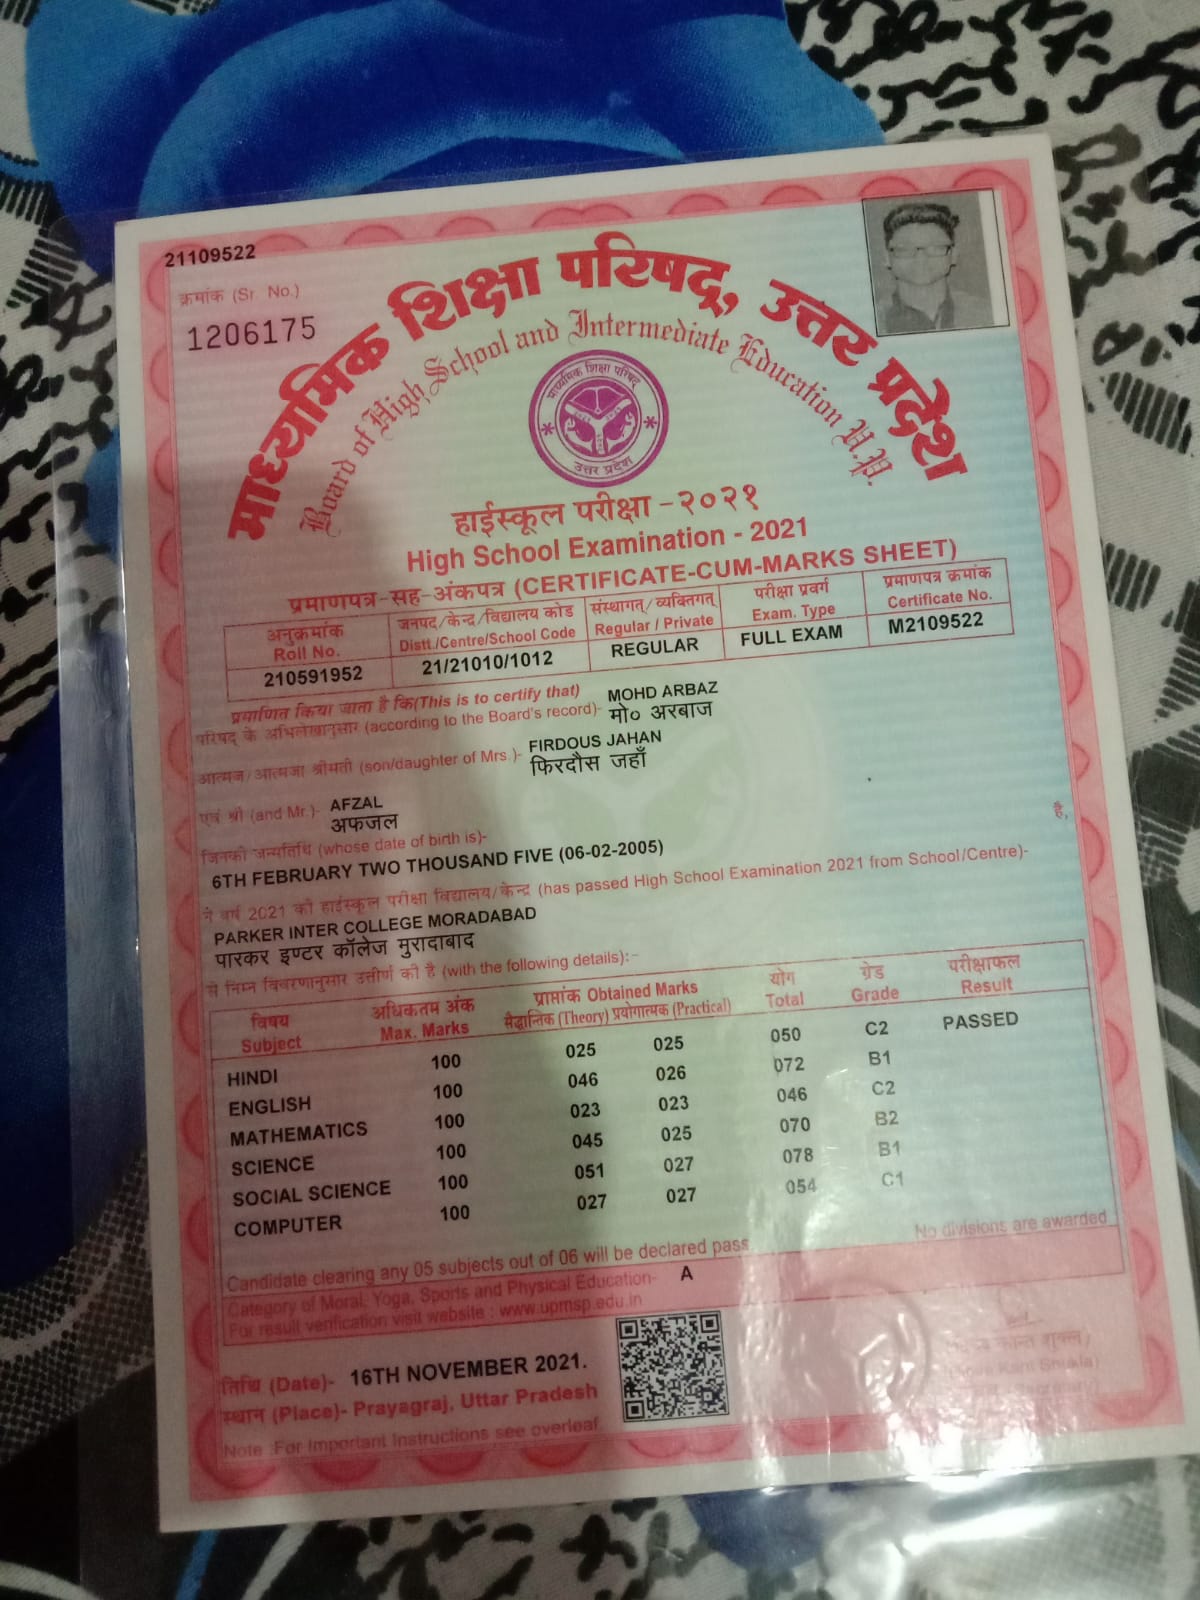 21109522
क्रमांक (Sr. No.)
1206175
माध्यमिक शिक्षा परिषद्, उत्तर प्रदेश
Board of High School and Intermediate Education U.P.
माध्यमिक शिक्षा परिषद्
उत्तर प्रदेश
हाईस्कूल परीक्षा -२०२१
High School Examination - 2021
प्रमाणपत्र-सह-अंकपत्र (CERTIFICATE-CUM-MARKS SHEET)
अनुक्रमांक जनपद/केन्द्र/विद्यालय कोड संस्थागत्/व्यक्तिगत् परीक्षा प्रवर्ग प्रमाणपत्र क्रमांक
Roll No. Distt./Centre/School Code Regular / Private Exam. Type Certificate No.
210591952 21/21010/1012 REGULAR FULL EXAM M2109522
प्रमाणित किया जाता है कि(This is to certify that) MOHD ARBAZ
परिषद् के अभिलेखानुसार (according to the Board's record)- मो० अरबाज
आत्मज/आत्मजा श्रीमती (son/daughter of Mrs.)- FIRDOUS JAHAN
फिरदौस जहाँ
एवं श्री (and Mr.)- AFZAL
अफजल
जिनकी जन्मतिथि (whose date of birth is)-
6TH FEBRUARY TWO THOUSAND FIVE (06-02-2005) है,
ने वर्ष 2021 की हाईस्कूल परीक्षा विद्यालय/केन्द्र (has passed High School Examination 2021 from School/Centre)-
PARKER INTER COLLEGE MORADABAD
पारकर इण्टर कॉलेज मुरादाबाद
से निम्न विवरणानुसार उत्तीर्ण की है (with the following details):-
विषय अधिकतम अंक प्राप्तांक Obtained Marks योग ग्रेड परीक्षाफल
Subject Max. Marks सैद्धान्तिक (Theory) प्रयोगात्मक (Practical) Total Grade Result
HINDI 100 025 025 050 C2 PASSED
ENGLISH 100 046 026 072 B1
MATHEMATICS 100 023 023 046 C2
SCIENCE 100 045 025 070 B2
SOCIAL SCIENCE 100 051 027 078 B1
COMPUTER 100 027 027 054 C1
No divisions are awarded
Candidate clearing any 05 subjects out of 06 will be declared pass
Category of Moral, Yoga, Sports and Physical Education- A
For result verification visit website : www.upmsp.edu.in
तिथि (Date)- 16TH NOVEMBER 2021.
स्थान (Place)- Prayagraj, Uttar Pradesh
Note :For Important Instructions see overleaf
कान्त शुक्ल)
Kant Shukla)